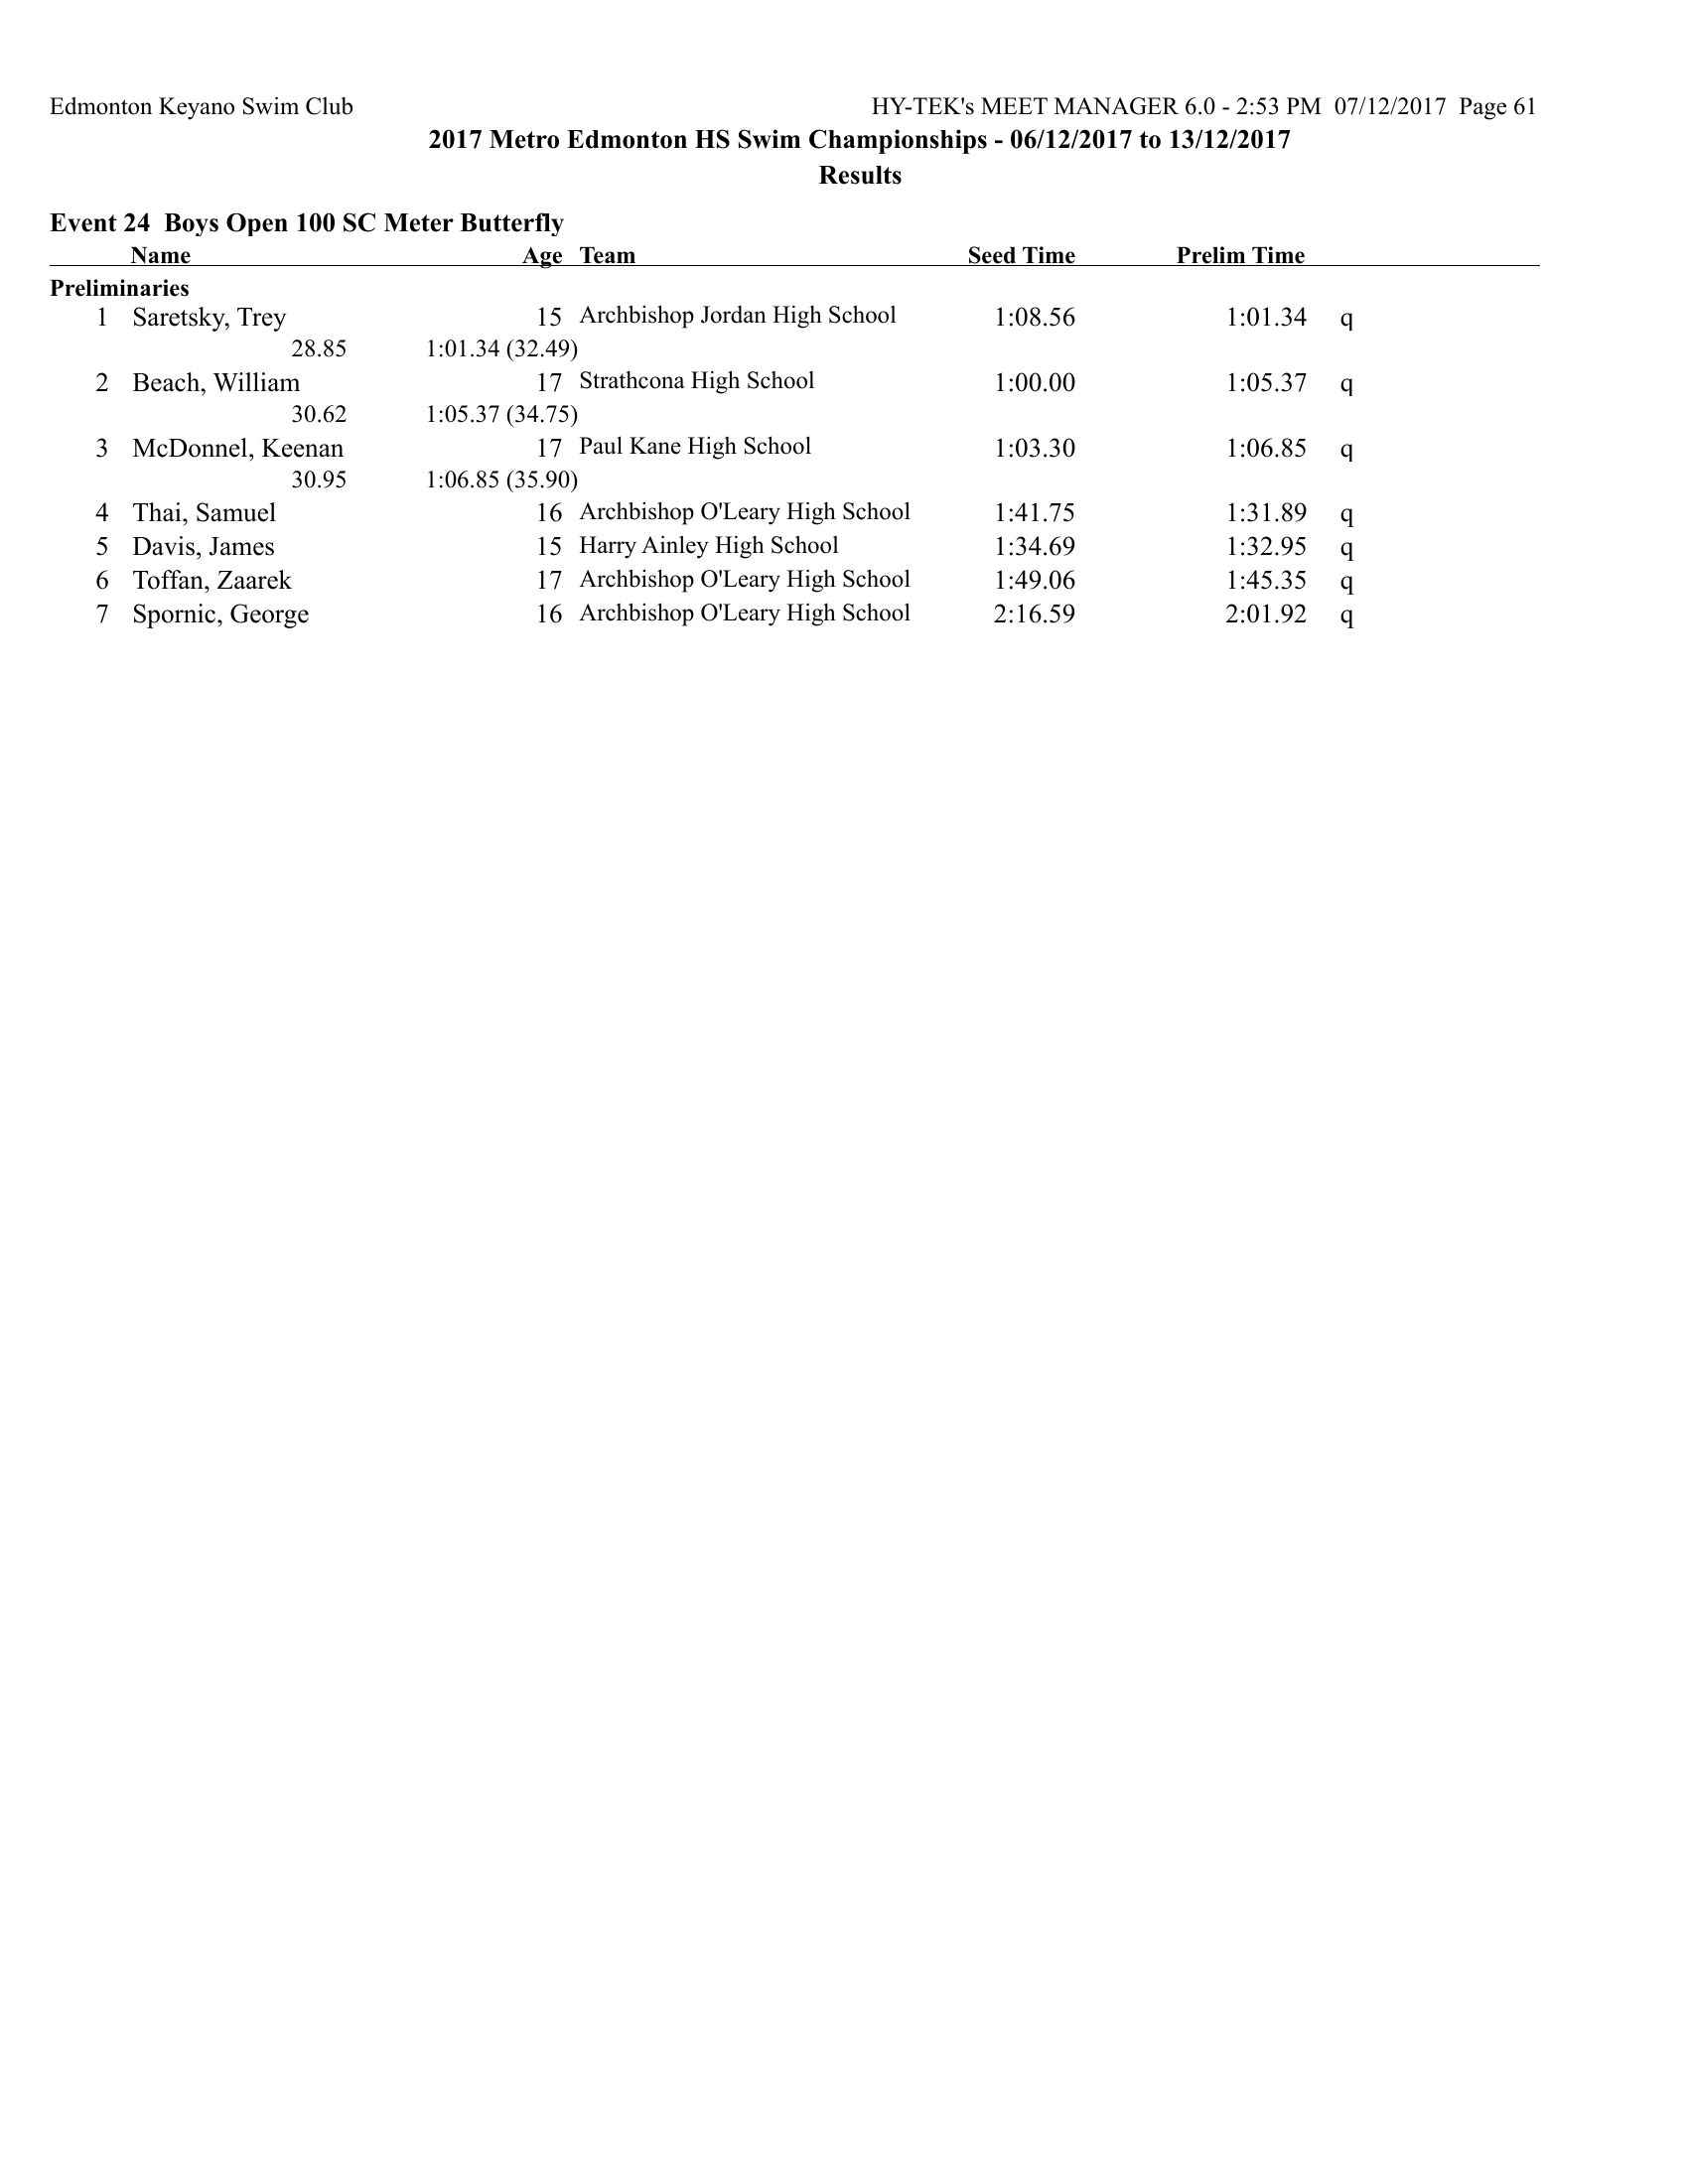 Edmonton Keyano Swim Club HY-TEK's MEET MANAGER 6.0 - 2:53 PM 07/12/2017 Page 61
2017 Metro Edmonton HS Swim Championships - 06/12/2017 to 13/12/2017
Results
Event 24 Boys Open 100 SC Meter Butterfly
Name Age Team Seed Time Prelim Time
Preliminaries
1 Saretsky, Trey 15 Archbishop Jordan High School 1:08.56 1:01.34 q
28.85 1:01.34 (32.49)
2 Beach, William 17 Strathcona High School 1:00.00 1:05.37 q
30.62 1:05.37 (34.75)
3 McDonnel, Keenan 17 Paul Kane High School 1:03.30 1:06.85 q
30.95 1:06.85 (35.90)
4 Thai, Samuel 16 Archbishop O'Leary High School 1:41.75 1:31.89 q
5 Davis, James 15 Harry Ainley High School 1:34.69 1:32.95 q
6 Toffan, Zaarek 17 Archbishop O'Leary High School 1:49.06 1:45.35 q
7 Spornic, George 16 Archbishop O'Leary High School 2:16.59 2:01.92 q